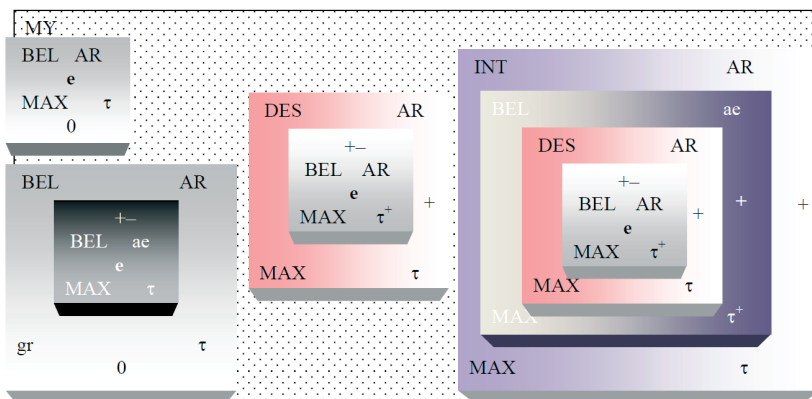 MY
BEL AR
e
MAX τ
0
BEL AR
+−
BEL ae
e
MAX τ
gr τ
0
DES AR
+−
BEL AR
e
MAX τ⁺
+
MAX τ
INT AR
BEL ae
DES AR
+−
BEL AR
e
MAX τ⁺
+
+
+
MAX τ
MAX τ⁺
MAX τ